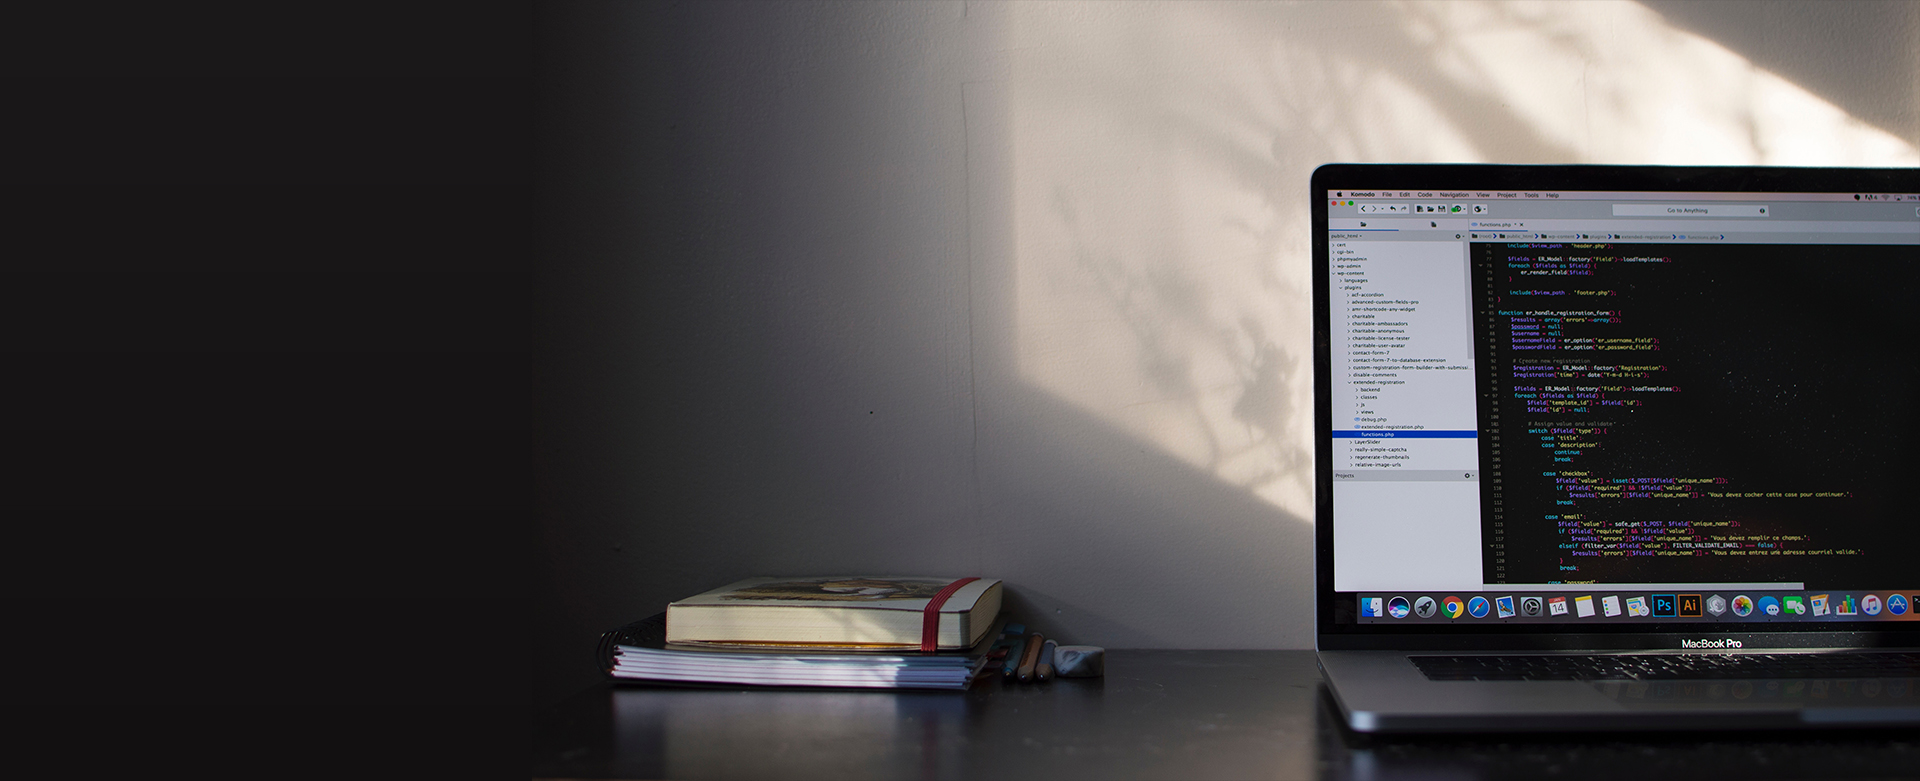 Komodo File Edit Code Navigation View Project Tools Help
Go to Anything
functions.php
public_html
cert
cgi-bin
phpmyadmin
wp-admin
wp-content
languages
plugins
acf-accordion
advanced-custom-fields-pro
amr-shortcode-any-widget
charitable
charitable-ambassadors
charitable-anonymous
charitable-license-tester
charitable-user-avatar
contact-form-7
contact-form-7-to-database-extension
custom-registration-form-builder-with-submissi...
disable-comments
extended-registration
backend
classes
js
views
debug.php
extended-registration.php
functions.php
LayerSlider
really-simple-captcha
regenerate-thumbnails
relative-image-urls
Projects
include($view_path . 'header.php');
$fields = ER_Model::factory('Field')->loadTemplates();
foreach ($fields as $field) {
er_render_field($field);
}
include($view_path . 'footer.php');
}
function er_handle_registration_form() {
$results = array('errors'=>array());
$password = null;
$username = null;
$usernameField = er_option('er_username_field');
$passwordField = er_option('er_password_field');
# Create new registration
$registration = ER_Model::factory('Registration');
$registration['time'] = date('Y-m-d H-i-s');
$fields = ER_Model::factory('Field')->loadTemplates();
foreach ($fields as $field) {
$field['template_id'] = $field['id'];
$field['id'] = null;
# Assign value and validate
switch ($field['type']) {
case 'title':
case 'description':
continue;
break;
case 'checkbox':
$field['value'] = isset($_POST[$field['unique_name']]);
if ($field['required'] && !$field['value'])
$results['errors'][$field['unique_name']] = 'Vous devez cocher cette case pour continuer.';
break;
case 'email':
$field['value'] = safe_get($_POST, $field['unique_name']);
if ($field['required'] && !$field['value'])
$results['errors'][$field['unique_name']] = 'Vous devez remplir ce champs.';
elseif (filter_var($field['value'], FILTER_VALIDATE_EMAIL) === false) {
$results['errors'][$field['unique_name']] = 'Vous devez entrez une adresse courriel valide.';
}
break;
case 'password':
14
Ps
Ai
MacBook Pro